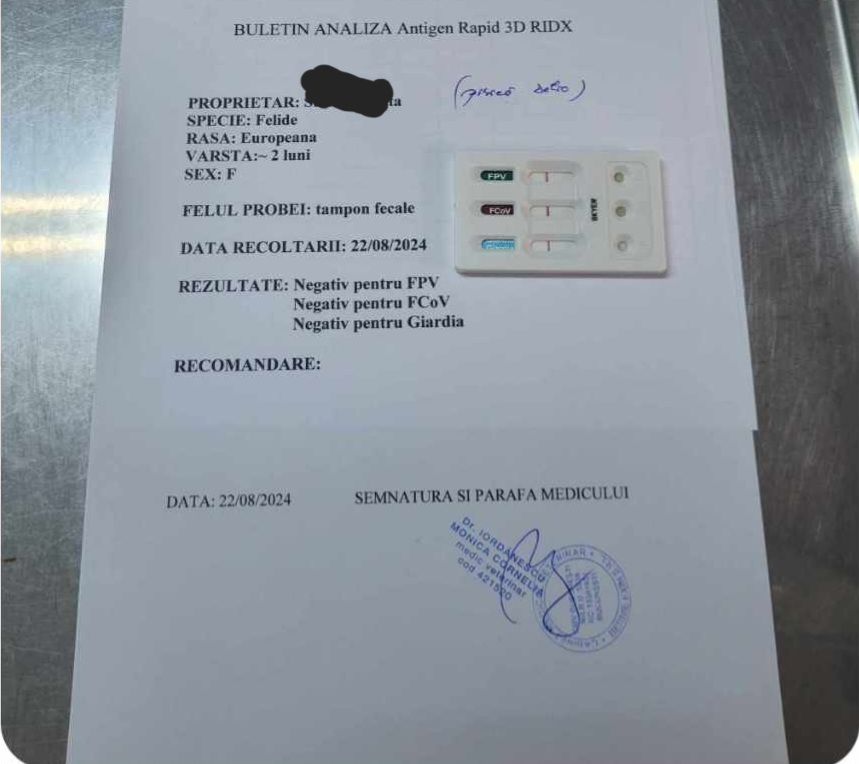 BULETIN ANALIZA Antigen Rapid 3D RIDX
PROPRIETAR:
SPECIE: Felide
RASA: Europeana
VARSTA:~ 2 luni
SEX: F
FPV
FCoV
FELUL PROBEI: tampon fecale
DATA RECOLTARII: 22/08/2024
REZULTATE: Negativ pentru FPV
Negativ pentru FCoV
Negativ pentru Giardia
RECOMANDARE:
DATA: 22/08/2024 SEMNATURA SI PARAFA MEDICULUI
Dr. IORDANESCU
MONICA CORNELIA
medic veterinar
cod 421520